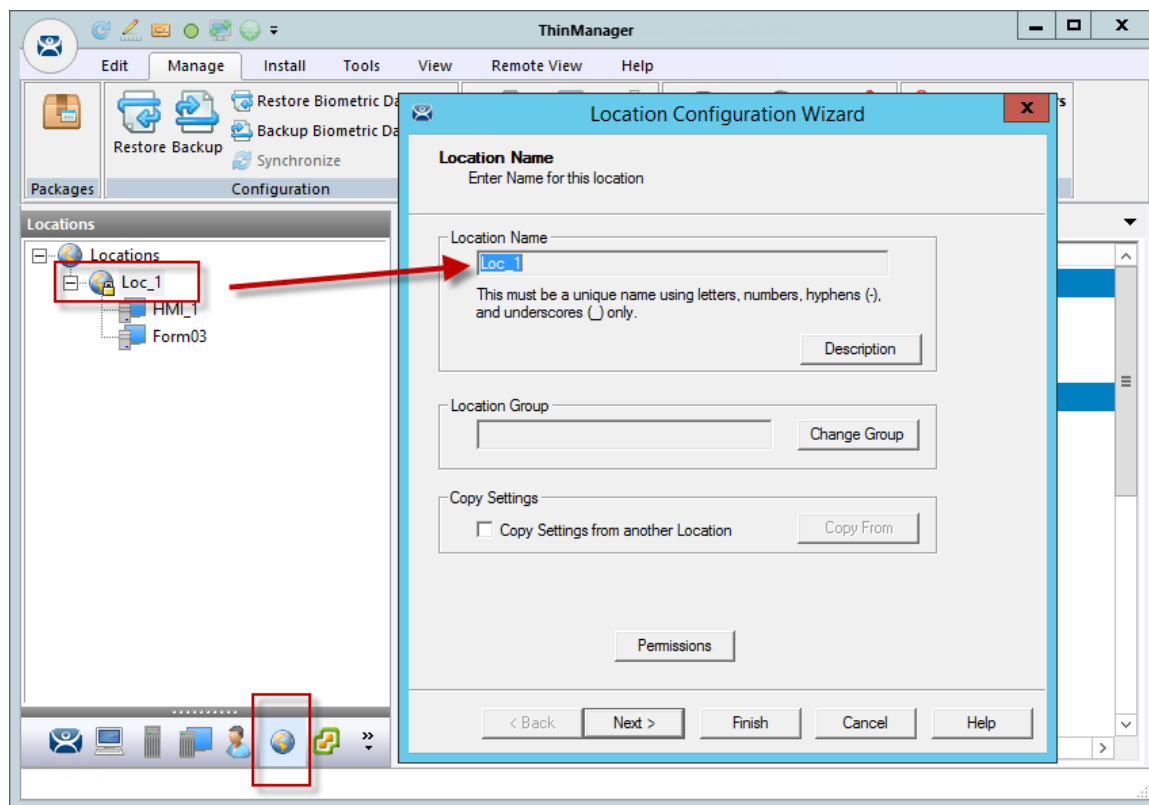 ThinManager
Edit Manage Install Tools View Remote View Help
Restore Biometric Da
Backup Biometric Da
Restore Backup
Synchronize
Packages
Configuration
Locations
Locations
Loc_1
HMI_1
Form03
Location Configuration Wizard
Location Name
Enter Name for this location
Location Name
Loc_1
This must be a unique name using letters, numbers, hyphens (-),
and underscores (_) only.
Description
Location Group
Change Group
Copy Settings
Copy Settings from another Location
Copy From
Permissions
< Back Next > Finish Cancel Help